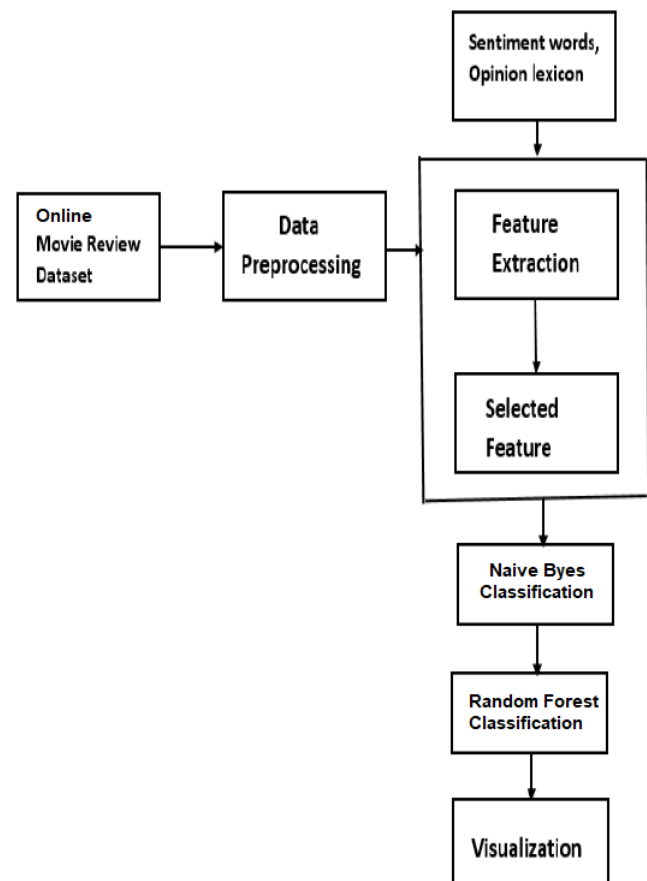 Sentiment words,
Opinion lexicon
Online
Movie Review
Dataset
Data
Preprocessing
Feature
Extraction
Selected
Feature
Naive Byes
Classification
Random Forest
Classification
Visualization